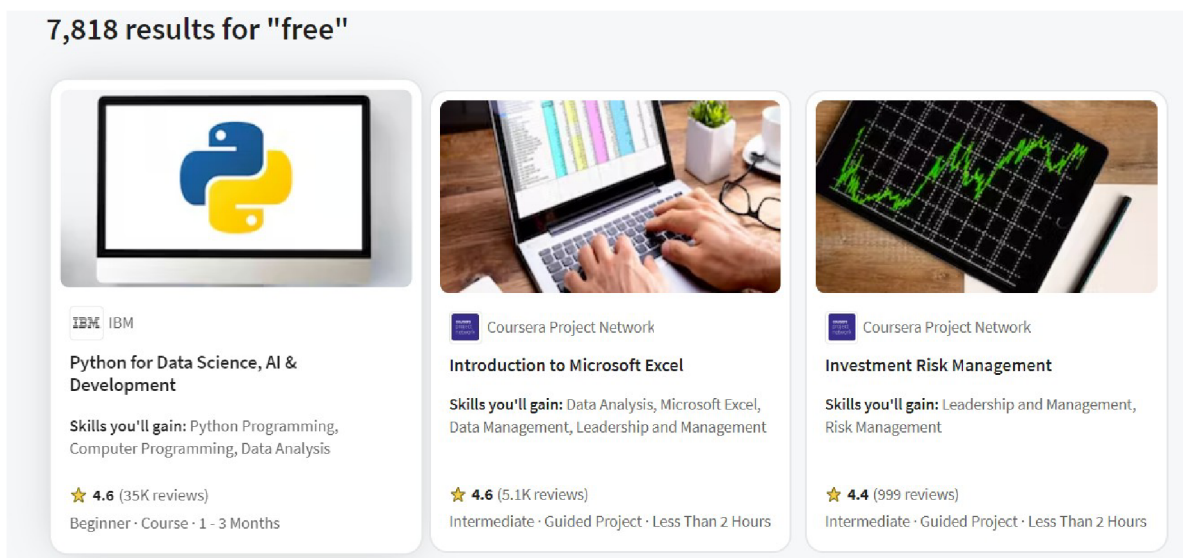 7,818 results for "free"
IBM IBM
Python for Data Science, AI &
Development
Skills you'll gain: Python Programming,
Computer Programming, Data Analysis
4.6 (35K reviews)
Beginner · Course · 1 - 3 Months
Coursera Project Network
Introduction to Microsoft Excel
Skills you'll gain: Data Analysis, Microsoft Excel,
Data Management, Leadership and Management
4.6 (5.1K reviews)
Intermediate · Guided Project · Less Than 2 Hours
Coursera Project Network
Investment Risk Management
Skills you'll gain: Leadership and Management,
Risk Management
4.4 (999 reviews)
Intermediate · Guided Project · Less Than 2 Hours